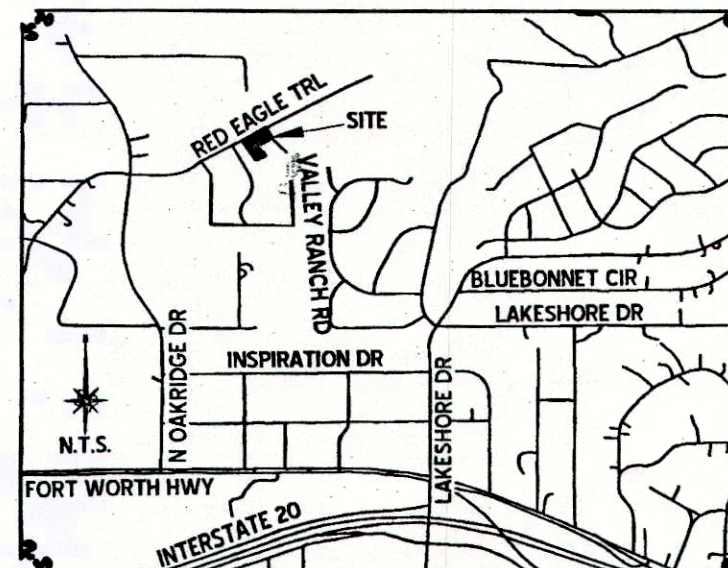 RED EAGLE TRL
SITE
VALLEY RANCH RD
BLUEBONNET CIR
LAKESHORE DR
N OAKRIDGE DR
INSPIRATION DR
LAKESHORE DR
N.T.S.
FORT WORTH HWY
INTERSTATE 20